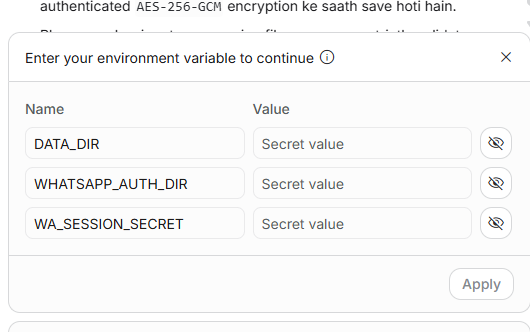 authenticated AES-256-GCM encryption ke saath save hoti hain.
Enter your environment variable to continue
Name Value
DATA_DIR Secret value
WHATSAPP_AUTH_DIR Secret value
WA_SESSION_SECRET Secret value
Apply